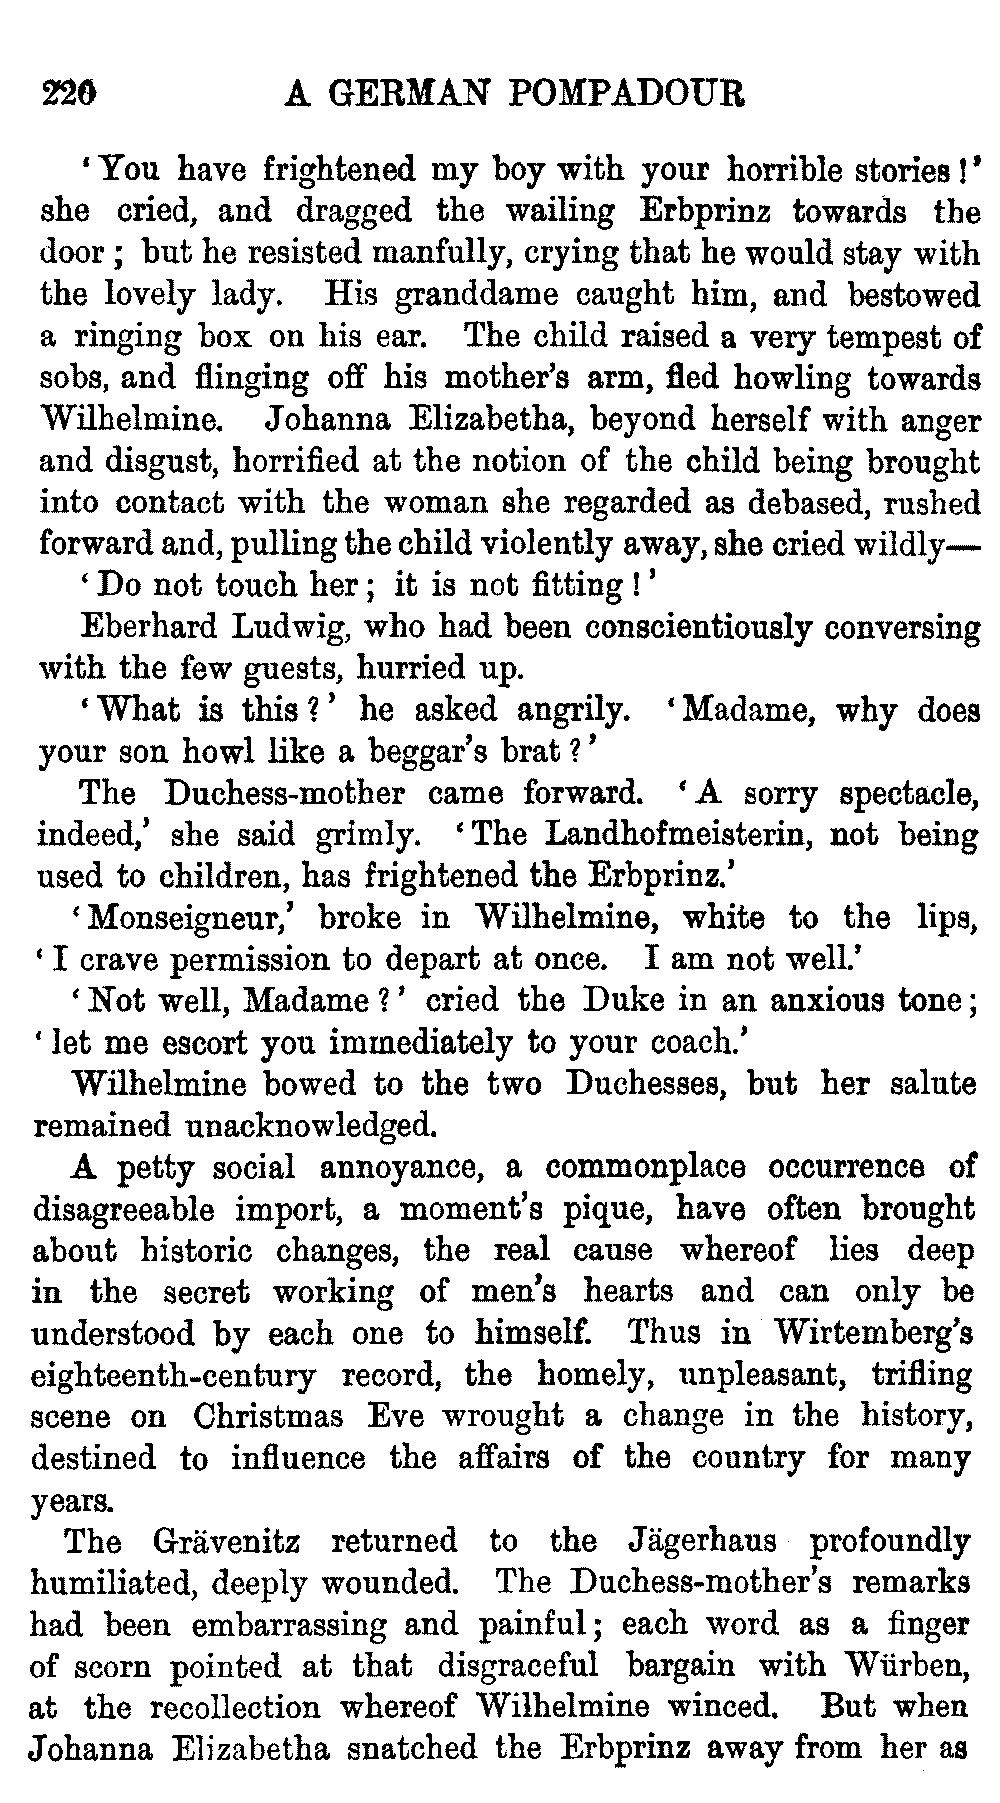 220 A GERMAN POMPADOUR
‘You have frightened my boy with your horrible stories!’
she cried, and dragged the wailing Erbprinz towards the
door; but he resisted manfully, crying that he would stay with
the lovely lady. His granddame caught him, and bestowed
a ringing box on his ear. The child raised a very tempest of
sobs, and flinging off his mother’s arm, fled howling towards
Wilhelmine. Johanna Elizabetha, beyond herself with anger
and disgust, horrified at the notion of the child being brought
into contact with the woman she regarded as debased, rushed
forward and, pulling the child violently away, she cried wildly—
‘Do not touch her; it is not fitting!’
Eberhard Ludwig, who had been conscientiously conversing
with the few guests, hurried up.
‘What is this?’ he asked angrily. ‘Madame, why does
your son howl like a beggar’s brat?’
The Duchess-mother came forward. ‘A sorry spectacle,
indeed,’ she said grimly. ‘The Landhofmeisterin, not being
used to children, has frightened the Erbprinz.’
‘Monseigneur,’ broke in Wilhelmine, white to the lips,
‘I crave permission to depart at once. I am not well.’
‘Not well, Madame?’ cried the Duke in an anxious tone;
‘let me escort you immediately to your coach.’
Wilhelmine bowed to the two Duchesses, but her salute
remained unacknowledged.
A petty social annoyance, a commonplace occurrence of
disagreeable import, a moment’s pique, have often brought
about historic changes, the real cause whereof lies deep
in the secret working of men’s hearts and can only be
understood by each one to himself. Thus in Wirtemberg’s
eighteenth-century record, the homely, unpleasant, trifling
scene on Christmas Eve wrought a change in the history,
destined to influence the affairs of the country for many
years.
The Grävenitz returned to the Jägerhaus profoundly
humiliated, deeply wounded. The Duchess-mother’s remarks
had been embarrassing and painful; each word as a finger
of scorn pointed at that disgraceful bargain with Würben,
at the recollection whereof Wilhelmine winced. But when
Johanna Elizabetha snatched the Erbprinz away from her as